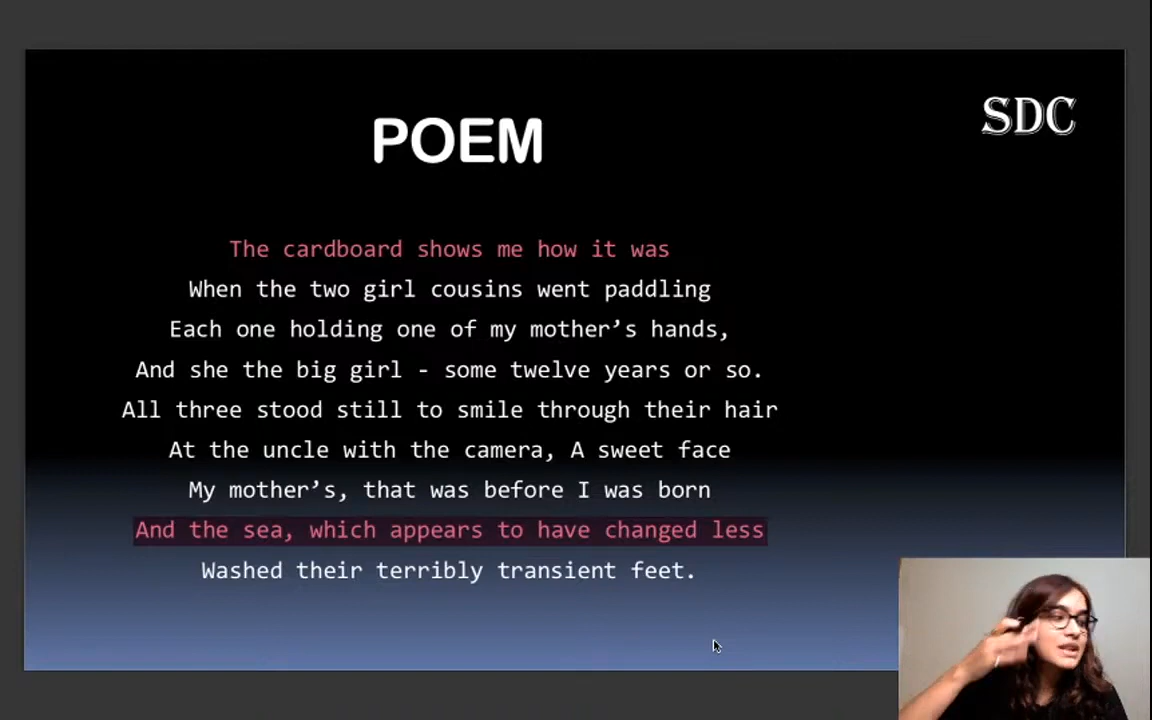 SDC
POEM
The cardboard shows me how it was
When the two girl cousins went paddling
Each one holding one of my mother’s hands,
And she the big girl - some twelve years or so.
All three stood still to smile through their hair
At the uncle with the camera, A sweet face
My mother’s, that was before I was born
And the sea, which appears to have changed less
Washed their terribly transient feet.